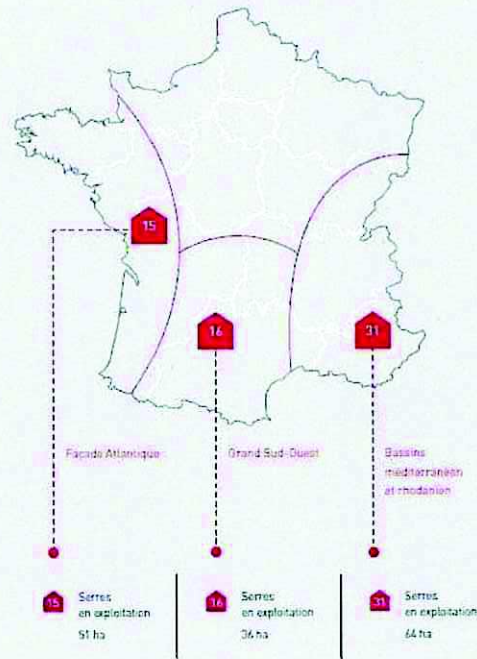 15
16
31
Façade Atlantique
Grand Sud-Ouest
Bassins
méditerranéen
et rhodanien
15
Serres
en exploitation
51 ha
16
Serres
en exploitation
36 ha
31
Serres
en exploitation
64 ha